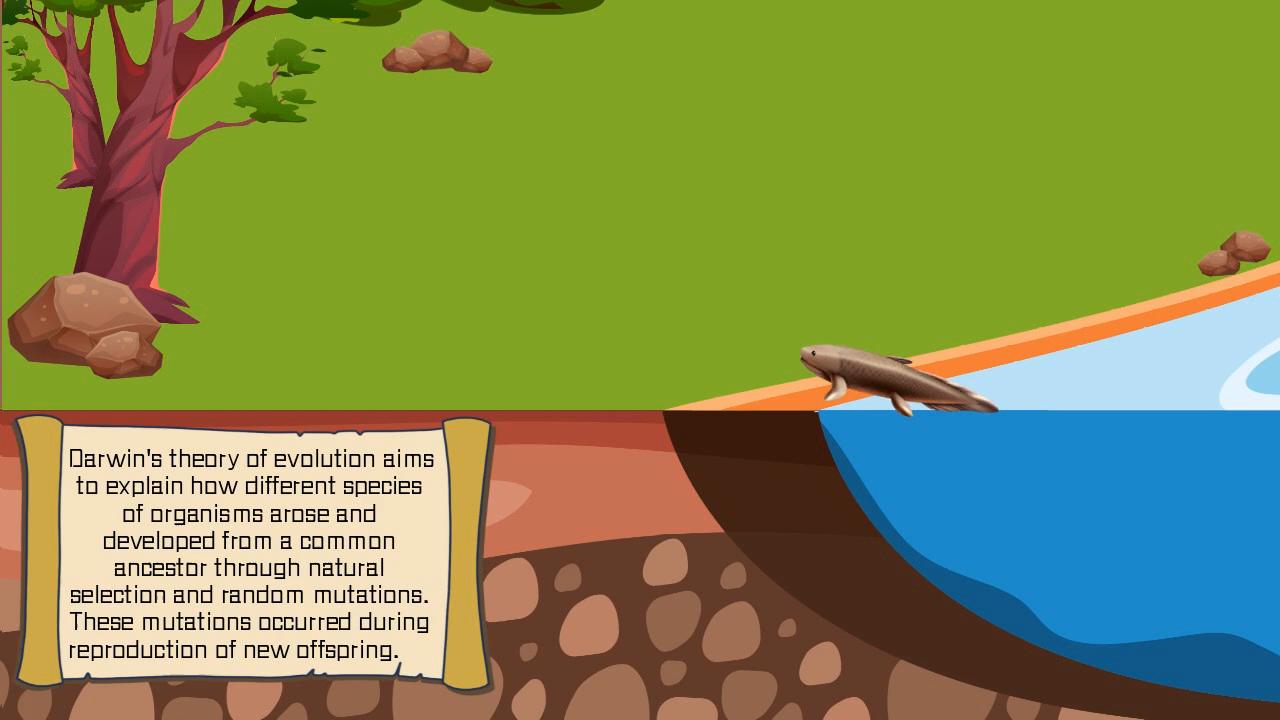 Darwin's theory of evolution aims
to explain how different species
of organisms arose and
developed from a common
ancestor through natural
selection and random mutations.
These mutations occurred during
reproduction of new offspring.